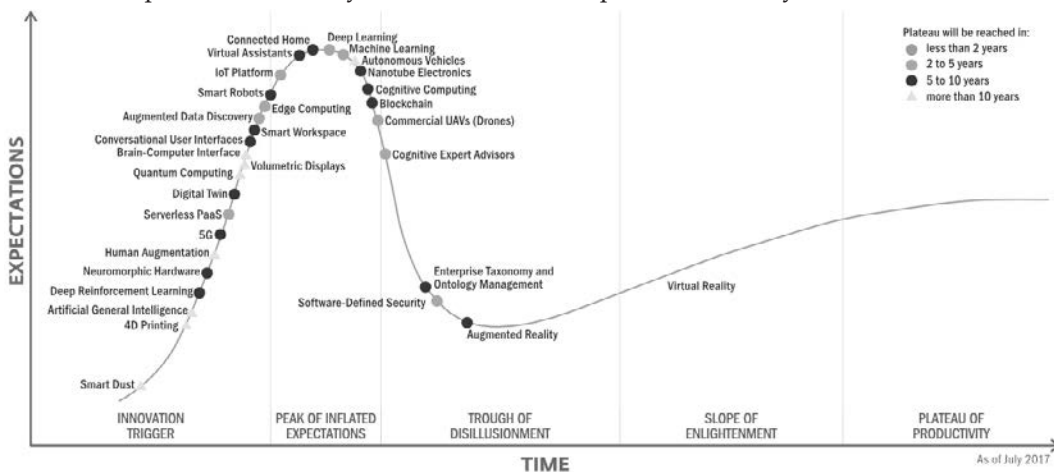 Plateau will be reached in:
less than 2 years
2 to 5 years
5 to 10 years
more than 10 years
EXPECTATIONS
Connected Home
Deep Learning
Virtual Assistants
Machine Learning
Autonomous Vehicles
IoT Platform
Nanotube Electronics
Smart Robots
Cognitive Computing
Edge Computing
Blockchain
Augmented Data Discovery
Commercial UAVs (Drones)
Smart Workspace
Conversational User Interfaces
Brain-Computer Interface
Cognitive Expert Advisors
Volumetric Displays
Quantum Computing
Digital Twin
Serverless PaaS
5G
Human Augmentation
Neuromorphic Hardware
Enterprise Taxonomy and
Ontology Management
Deep Reinforcement Learning
Software-Defined Security
Virtual Reality
Artificial General Intelligence
4D Printing
Augmented Reality
Smart Dust
INNOVATION
TRIGGER
PEAK OF INFLATED
EXPECTATIONS
TROUGH OF
DISILLUSIONMENT
SLOPE OF
ENLIGHTENMENT
PLATEAU OF
PRODUCTIVITY
TIME
As of July 2017